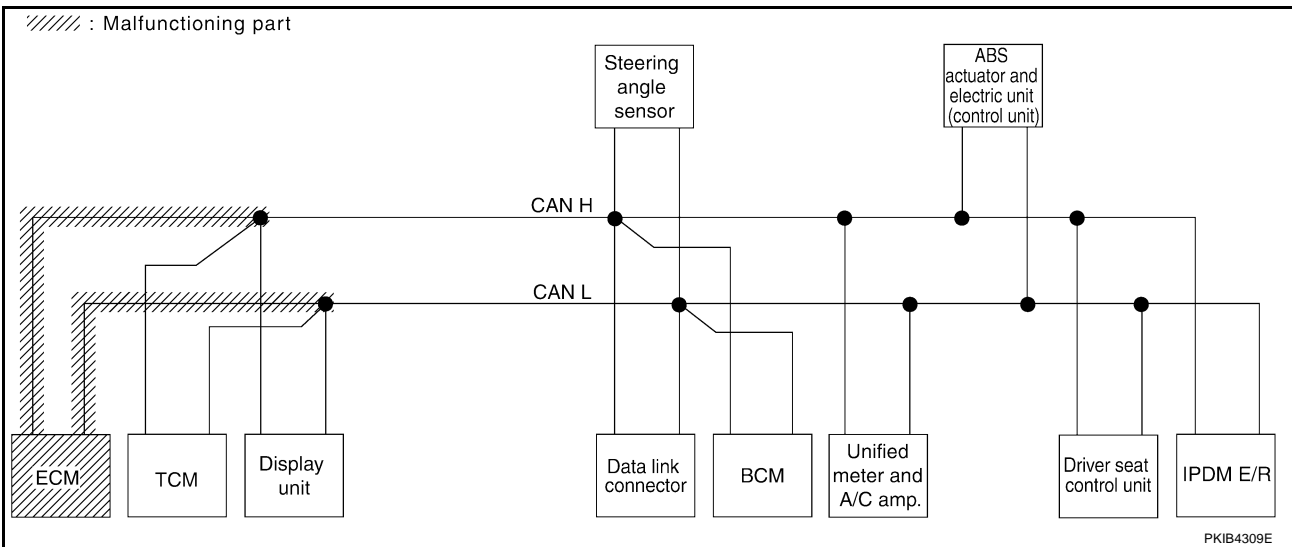 : Malfunctioning part
Steering
angle
sensor
ABS
actuator and
electric unit
(control unit)
CAN H
CAN L
ECM
TCM
Display
unit
Data link
connector
BCM
Unified
meter and
A/C amp.
Driver seat
control unit
IPDM E/R
PKIB4309E